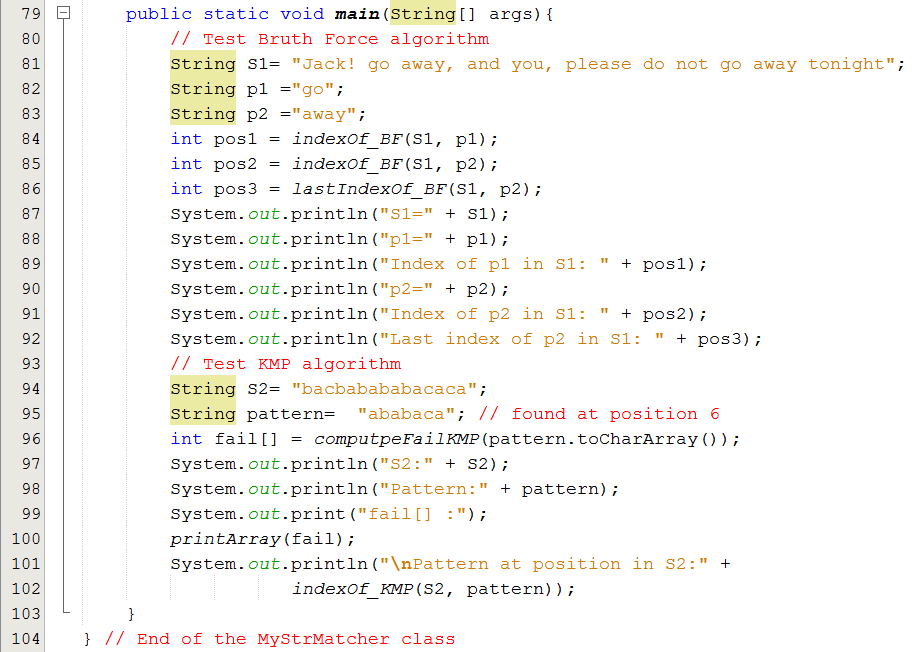 79 public static void main(String[] args){
80 // Test Bruth Force algorithm
81 String S1= "Jack! go away, and you, please do not go away tonight";
82 String p1 ="go";
83 String p2 ="away";
84 int pos1 = indexOf_BF(S1, p1);
85 int pos2 = indexOf_BF(S1, p2);
86 int pos3 = lastIndexOf_BF(S1, p2);
87 System.out.println("S1=" + S1);
88 System.out.println("p1=" + p1);
89 System.out.println("Index of p1 in S1: " + pos1);
90 System.out.println("p2=" + p2);
91 System.out.println("Index of p2 in S1: " + pos2);
92 System.out.println("Last index of p2 in S1: " + pos3);
93 // Test KMP algorithm
94 String S2= "bacbabababacaca";
95 String pattern=  "ababaca"; // found at position 6
96 int fail[] = computpeFailKMP(pattern.toCharArray());
97 System.out.println("S2:" + S2);
98 System.out.println("Pattern:" + pattern);
99 System.out.print("fail[] :");
100 printArray(fail);
101 System.out.println("\nPattern at position in S2:" +
102 indexOf_KMP(S2, pattern));
103 }
104 } // End of the MyStrMatcher class